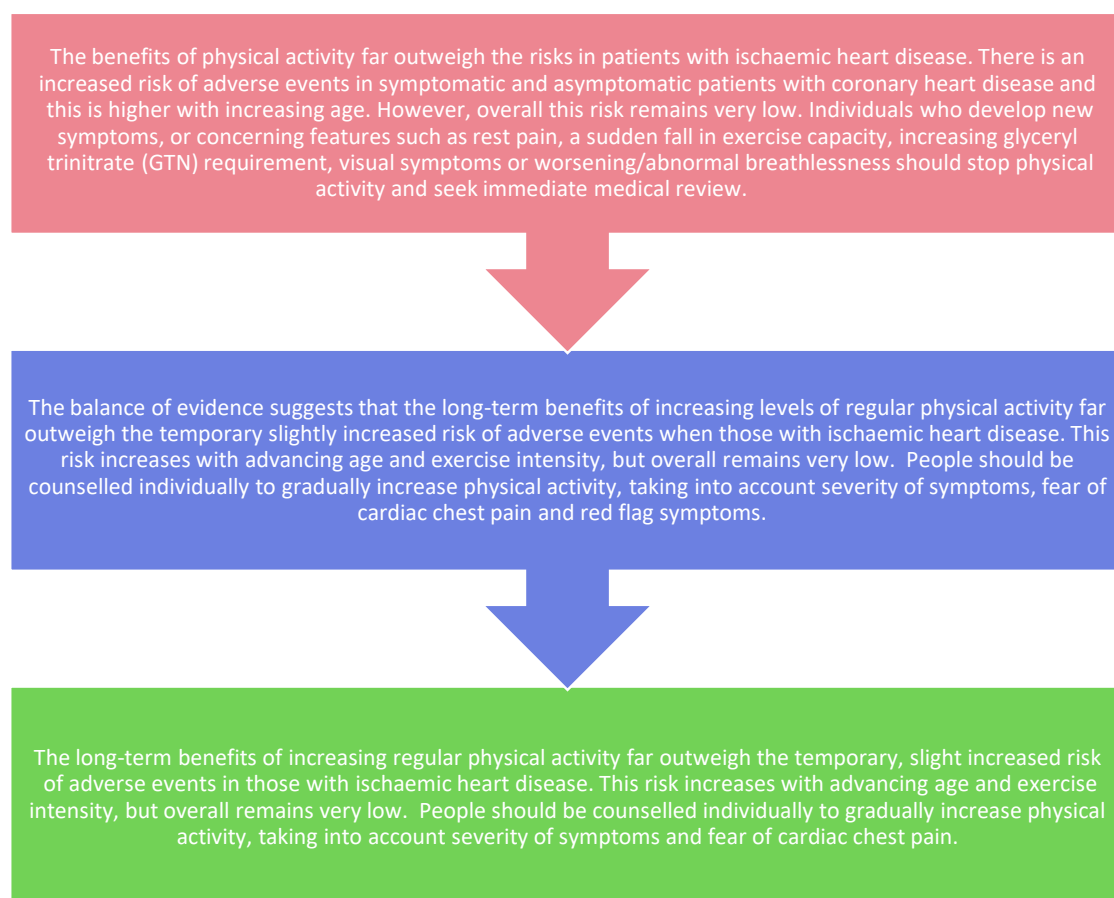 The benefits of physical activity far outweigh the risks in patients with ischaemic heart disease. There is an
increased risk of adverse events in symptomatic and asymptomatic patients with coronary heart disease and
this is higher with increasing age. However, overall this risk remains very low. Individuals who develop new
symptoms, or concerning features such as rest pain, a sudden fall in exercise capacity, increasing glyceryl
trinitrate (GTN) requirement, visual symptoms or worsening/abnormal breathlessness should stop physical
activity and seek immediate medical review.
The balance of evidence suggests that the long-term benefits of increasing levels of regular physical activity far
outweigh the temporary slightly increased risk of adverse events when those with ischaemic heart disease. This
risk increases with advancing age and exercise intensity, but overall remains very low.  People should be
counselled individually to gradually increase physical activity, taking into account severity of symptoms, fear of
cardiac chest pain and red flag symptoms.
The long-term benefits of increasing regular physical activity far outweigh the temporary, slight increased risk
of adverse events in those with ischaemic heart disease. This risk increases with advancing age and exercise
intensity, but overall remains very low.  People should be counselled individually to gradually increase physical
activity, taking into account severity of symptoms and fear of cardiac chest pain.